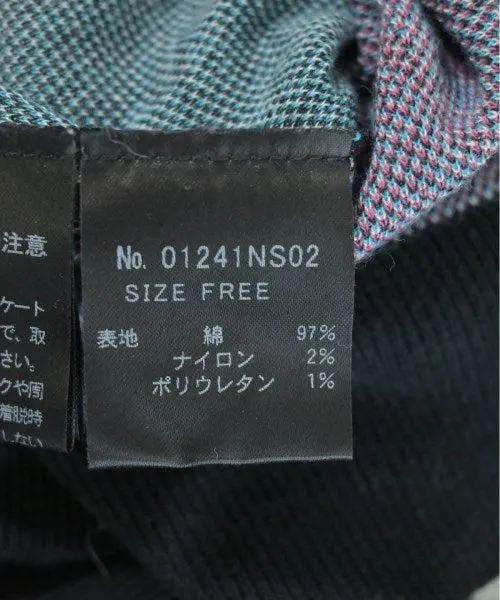 注意
ケート
で、取
さい。
クや周
着脱時
しない
No. 01241NS02
SIZE FREE
表地 綿 97%
ナイロン 2%
ポリウレタン 1%